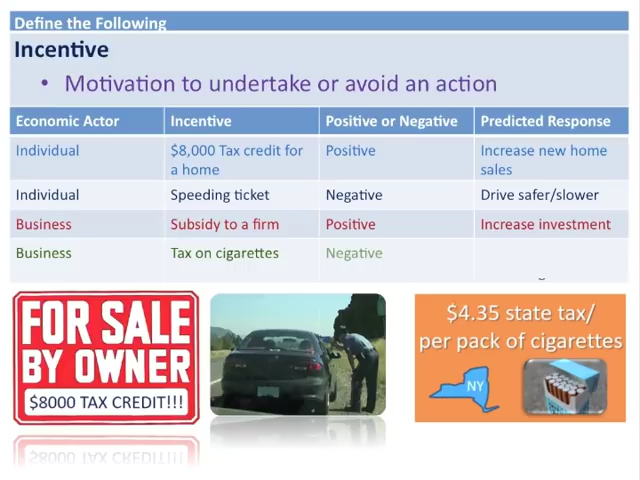 Define the Following
Incentive
• Motivation to undertake or avoid an action
Economic Actor Incentive Positive or Negative Predicted Response
Individual $8,000 Tax credit for a home Positive Increase new home sales
Individual Speeding ticket Negative Drive safer/slower
Business Subsidy to a firm Positive Increase investment
Business Tax on cigarettes Negative
FOR SALE
BY OWNER
$8000 TAX CREDIT!!!
$4.35 state tax/
per pack of cigarettes
NY